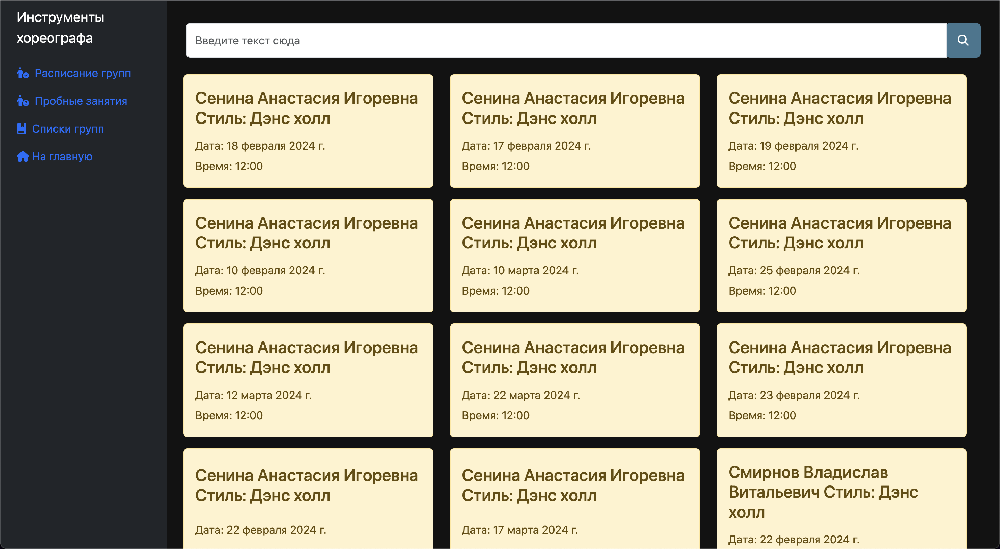 Инструменты
хореографа
Расписание групп
Пробные занятия
Списки групп
На главную
Введите текст сюда
Сенина Анастасия Игоревна
Стиль: Дэнс холл
Дата: 18 февраля 2024 г.
Время: 12:00
Сенина Анастасия Игоревна
Стиль: Дэнс холл
Дата: 17 февраля 2024 г.
Время: 12:00
Сенина Анастасия Игоревна
Стиль: Дэнс холл
Дата: 19 февраля 2024 г.
Время: 12:00
Сенина Анастасия Игоревна
Стиль: Дэнс холл
Дата: 10 февраля 2024 г.
Время: 12:00
Сенина Анастасия Игоревна
Стиль: Дэнс холл
Дата: 10 марта 2024 г.
Время: 12:00
Сенина Анастасия Игоревна
Стиль: Дэнс холл
Дата: 25 февраля 2024 г.
Время: 12:00
Сенина Анастасия Игоревна
Стиль: Дэнс холл
Дата: 12 марта 2024 г.
Время: 12:00
Сенина Анастасия Игоревна
Стиль: Дэнс холл
Дата: 22 марта 2024 г.
Время: 12:00
Сенина Анастасия Игоревна
Стиль: Дэнс холл
Дата: 23 февраля 2024 г.
Время: 12:00
Сенина Анастасия Игоревна
Стиль: Дэнс холл
Дата: 22 февраля 2024 г.
Сенина Анастасия Игоревна
Стиль: Дэнс холл
Дата: 17 марта 2024 г.
Смирнов Владислав
Витальевич Стиль: Дэнс
холл
Дата: 22 февраля 2024 г.